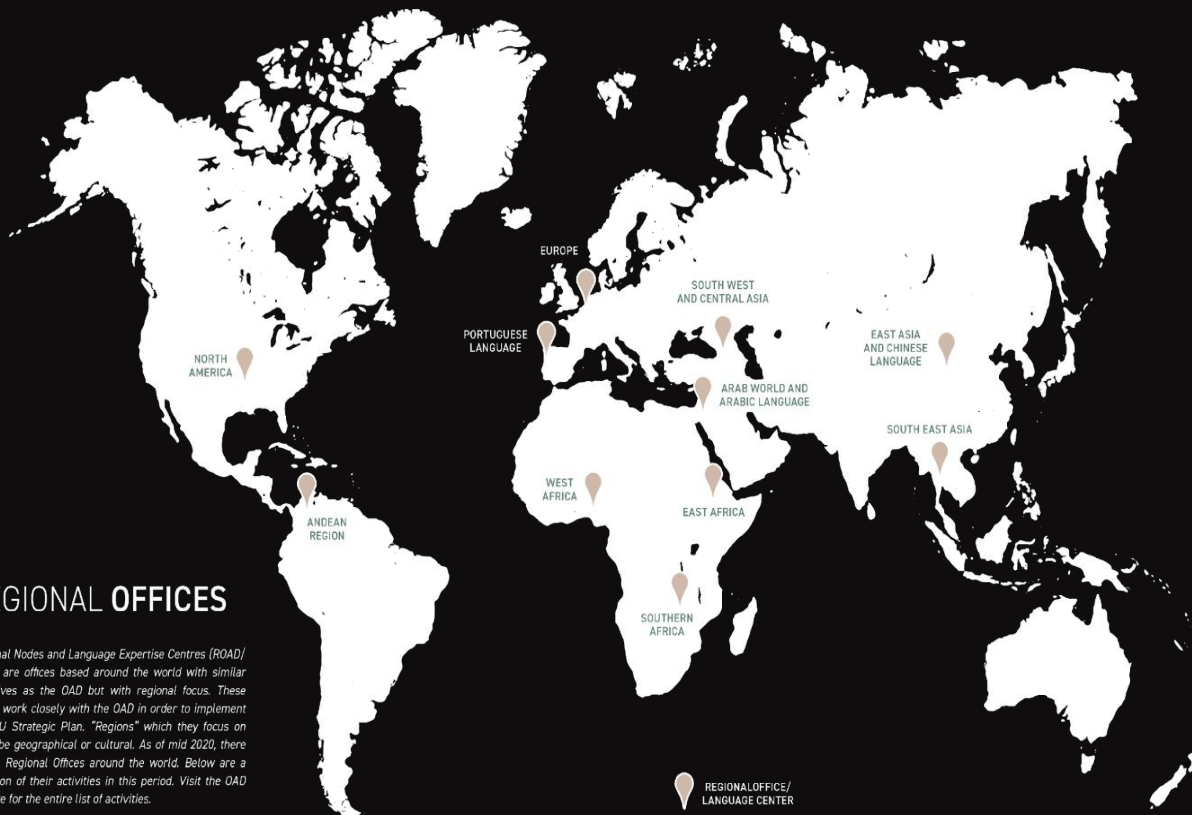 EUROPE
SOUTH WEST
AND CENTRAL ASIA
PORTUGUESE
LANGUAGE
EAST ASIA
AND CHINESE
LANGUAGE
NORTH
AMERICA
ARAB WORLD AND
ARABIC LANGUAGE
SOUTH EAST ASIA
WEST
AFRICA
EAST AFRICA
ANDEAN
REGION
SOUTHERN
AFRICA
EGIONAL OFFICES
nal Nodes and Language Expertise Centres (ROAD/
are offices based around the world with similar
ives as the OAD but with regional focus. These
work closely with the OAD in order to implement
U Strategic Plan. "Regions" which they focus on
be geographical or cultural. As of mid 2020, there
Regional Offices around the world. Below are a
on of their activities in this period. Visit the OAD
te for the entire list of activities.
REGIONALOFFICE/
LANGUAGE CENTER